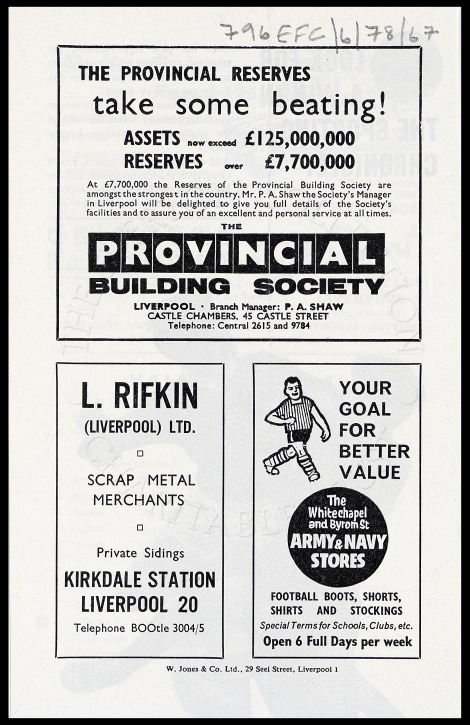 796EFC/6/78/67
THE PROVINCIAL RESERVES
take some beating!
ASSETS now exceed £125,000,000
RESERVES over £7,700,000
At £7,700,000 the Reserves of the Provincial Building Society are
amongst the strongest in the country. Mr. P. A. Shaw the Society's Manager
in Liverpool will be delighted to give you full details of the Society's
facilities and to assure you of an excellent and personal service at all times.
THE
PROVINCIAL
BUILDING SOCIETY
LIVERPOOL · Branch Manager: P. A. SHAW
CASTLE CHAMBERS, 45 CASTLE STREET
Telephone: Central 2615 and 9784
L. RIFKIN
(LIVERPOOL) LTD.
SCRAP METAL
MERCHANTS
Private Sidings
KIRKDALE STATION
LIVERPOOL 20
Telephone BOOtle 3004/5
YOUR
GOAL
FOR
BETTER
VALUE
The
Whitechapel
and Byrom St
ARMY & NAVY
STORES
FOOTBALL BOOTS, SHORTS,
SHIRTS AND STOCKINGS
Special Terms for Schools, Clubs, etc.
Open 6 Full Days per week
W. Jones & Co. Ltd., 29 Seel Street, Liverpool 1